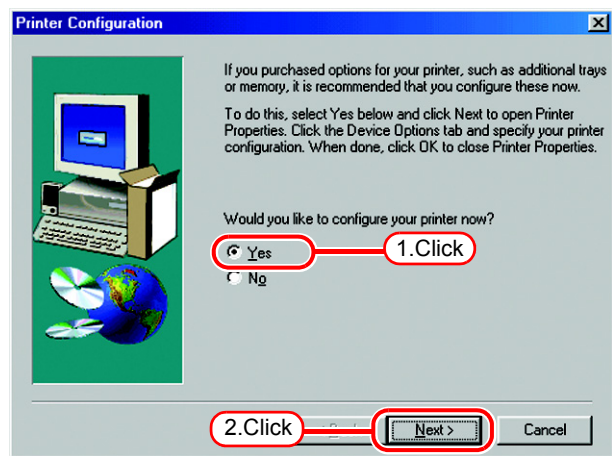 Printer Configuration
If you purchased options for your printer, such as additional trays
or memory, it is recommended that you configure these now.
To do this, select Yes below and click Next to open Printer
Properties. Click the Device Options tab and specify your printer
configuration. When done, click OK to close Printer Properties.
Would you like to configure your printer now?
Yes
1.Click
No
2.Click
Next >
Cancel